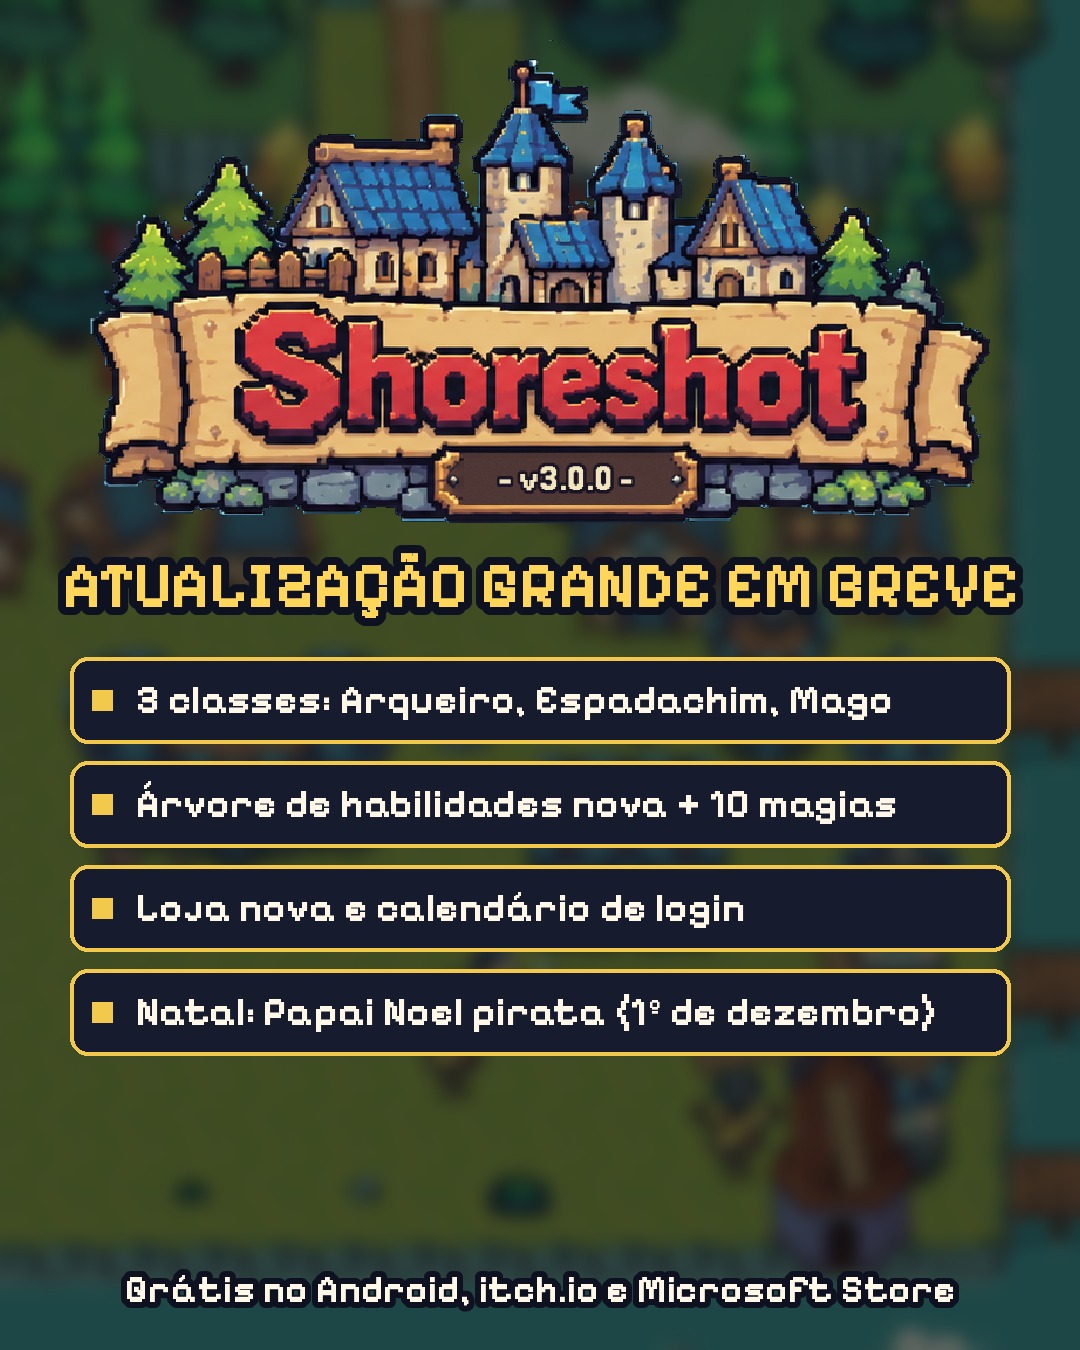 Shoreshot
- v3.0.0 -
ATUALIZAÇÃO GRANDE EM BREVE
3 classes: Arqueiro, Espadachim, Mago
Árvore de habilidades nova + 10 magias
Loja nova e calendário de login
Natal: Papai Noel pirata (1º de dezembro)
Grátis no Android, itch.io e Microsoft Store